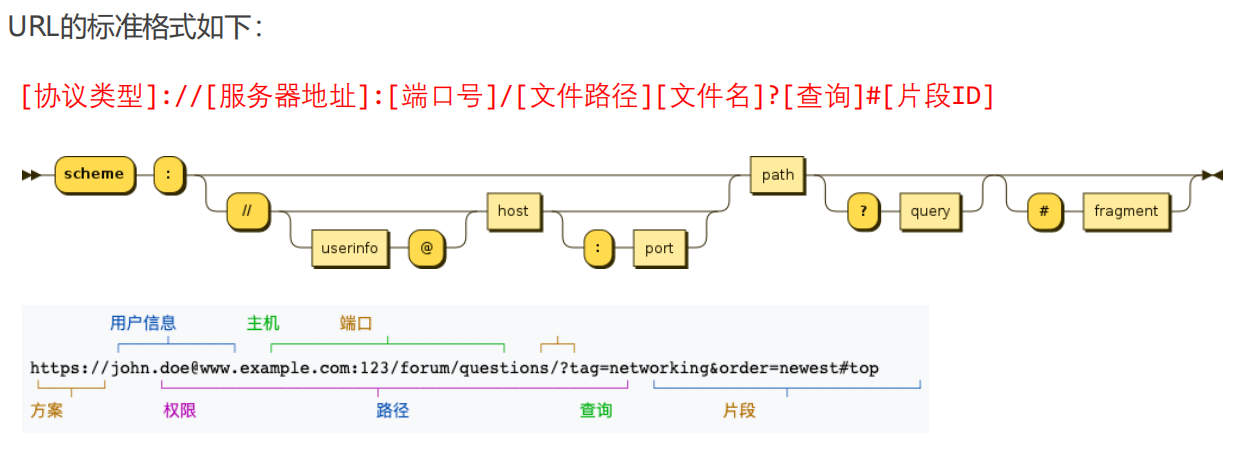 URL的标准格式如下：
[协议类型]://[服务器地址]:[端口号]/[文件路径][文件名]?[查询]#[片段ID]
scheme : path
// host ? query # fragment
userinfo @ : port
用户信息 主机 端口
https://john.doe@www.example.com:123/forum/questions/?tag=networking&order=newest#top
方案 权限 路径 查询 片段